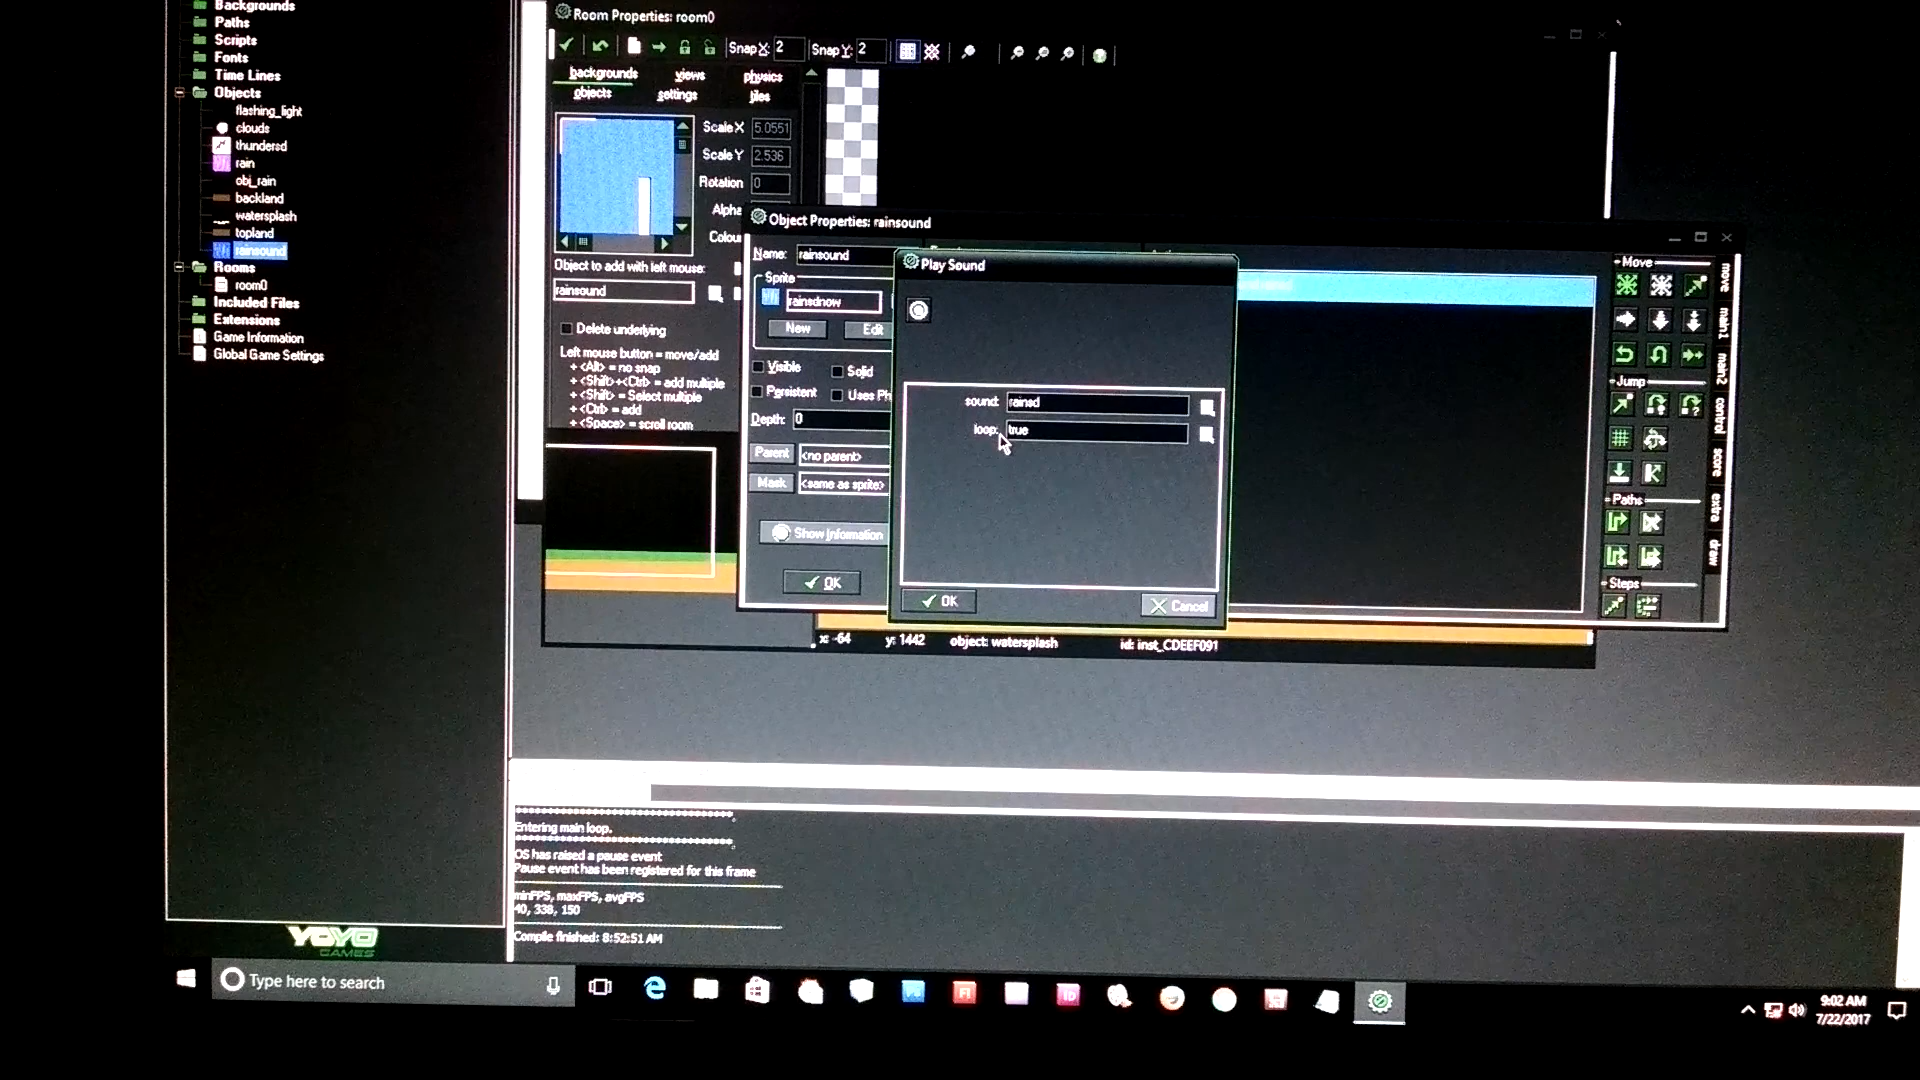 Backgrounds
Paths
Scripts
Fonts
Time Lines
Objects
flashing_light
clouds
thundersd
rain
obj_rain
backland
watersplash
topland
rainsound
Rooms
room0
Included Files
Extensions
Game Information
Global Game Settings
YOYO
GAMES
Room Properties: room0
Snap X: 2 Snap Y: 2
backgrounds views physics
objects settings tiles
Scale X 5.0551
Scale Y 2.536
Rotation 0
Alpha
Colou
Object to add with left mouse:
rainsound
Delete underlying
Left mouse button = move/add
+ <Alt> = no snap
+ <Shift>+<Ctrl> = add multiple
+ <Shift> = Select multiple
+ <Ctrl> = add
+ <Space> = scroll room
Object Properties: rainsound
Name: rainsound
Sprite
rainsdnow
New Edit
Visible Solid
Persistent Uses Ph
Depth: 0
Parent <no parent>
Mask <same as sprite>
Show Information
OK
Play Sound
sound: rainsd
loop: true
OK Cancel
Move
Jump
Paths
Steps
move
main1
main2
control
score
extra
draw
x: -64 y: 1442 object: watersplash id: inst_CDEEF091
Entering main loop.
OS has raised a pause event
Pause event has been registered for this frame
minFPS, maxFPS, avgFPS
40, 338, 150
Compile finished: 8:52:51 AM
Type here to search
9:02 AM
7/22/2017